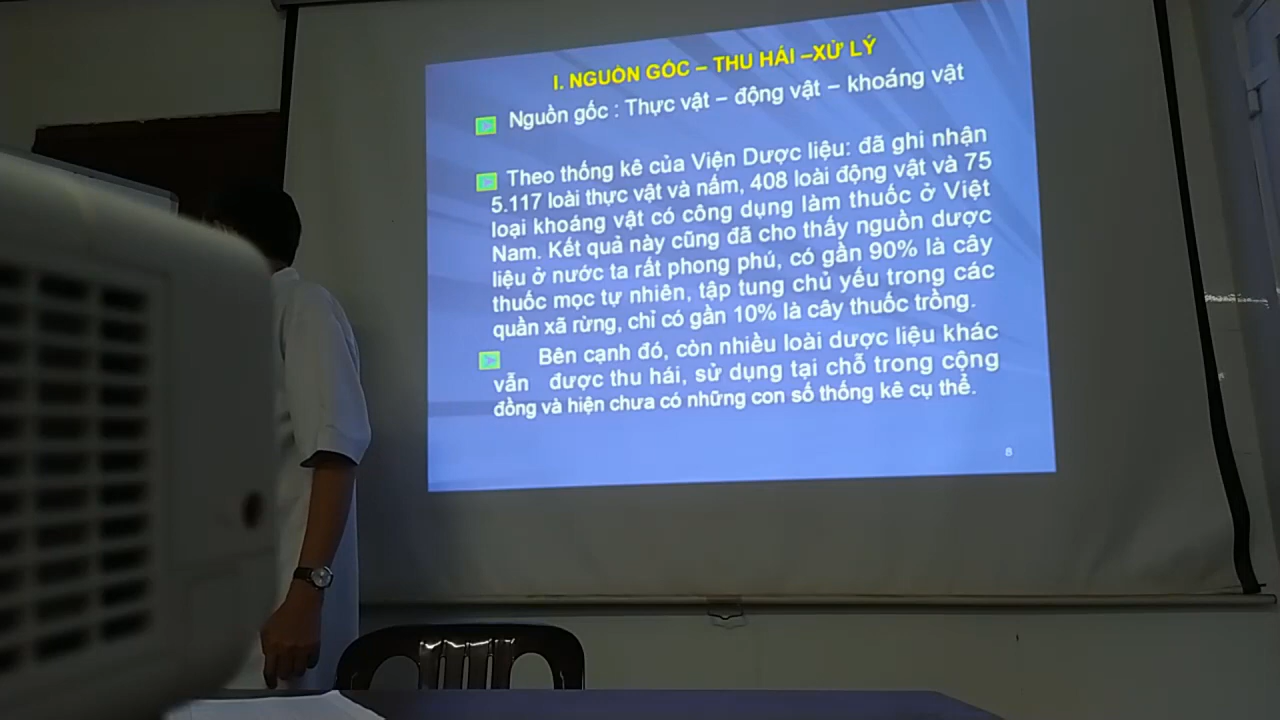 I. NGUỒN GỐC – THU HÁI –XỬ LÝ
Nguồn gốc : Thực vật – động vật – khoáng vật
Theo thống kê của Viện Dược liệu: đã ghi nhận
5.117 loài thực vật và nấm, 408 loài động vật và 75
loại khoáng vật có công dụng làm thuốc ở Việt
Nam. Kết quả này cũng đã cho thấy nguồn dược
liệu ở nước ta rất phong phú, có gần 90% là cây
thuốc mọc tự nhiên, tập tung chủ yếu trong các
quần xã rừng, chỉ có gần 10% là cây thuốc trồng.
Bên cạnh đó, còn nhiều loài dược liệu khác
vẫn được thu hái, sử dụng tại chỗ trong cộng
đồng và hiện chưa có những con số thống kê cụ thể.
8